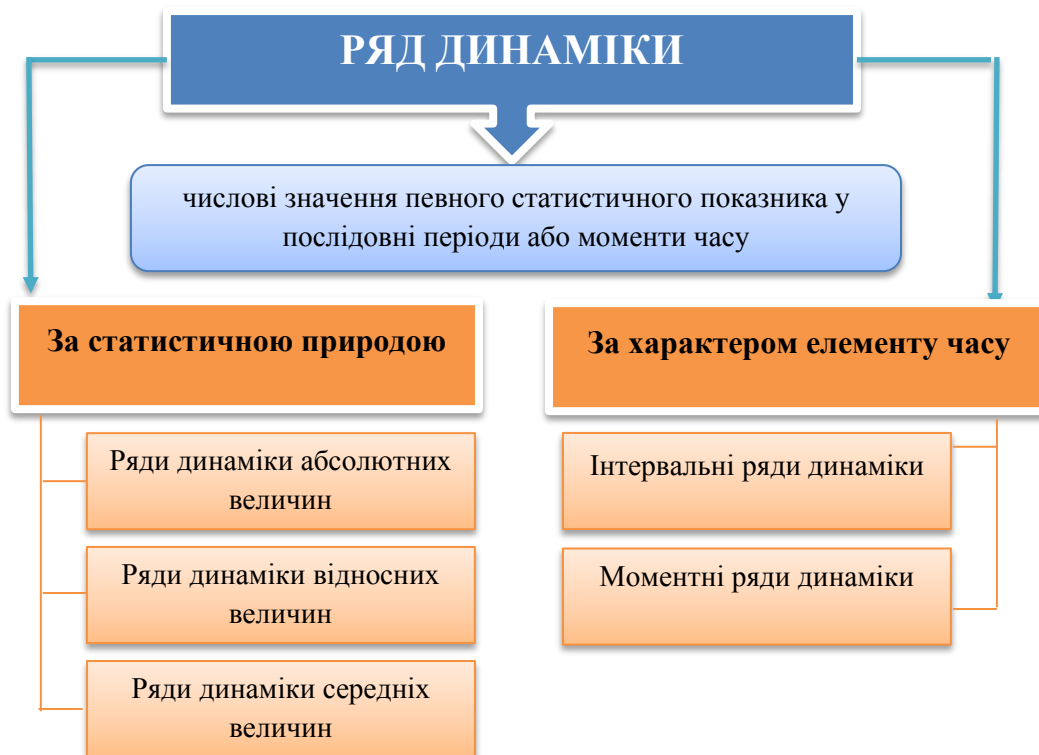 РЯД ДИНАМІКИ
числові значення певного статистичного показника у
послідовні періоди або моменти часу
За статистичною природою
Ряди динаміки абсолютних
величин
Ряди динаміки відносних
величин
Ряди динаміки середніх
величин
За характером елементу часу
Інтервальні ряди динаміки
Моментні ряди динаміки